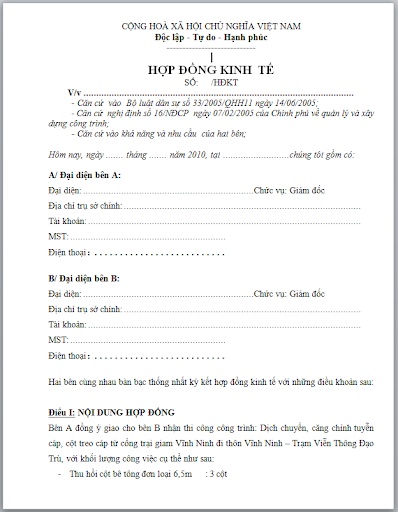 CỘNG HOÀ XÃ HỘI CHỦ NGHĨA VIỆT NAM
Độc lập - Tự do - Hạnh phúc
------------------------------
HỢP ĐỒNG KINH TẾ
SỐ: /HĐKT
V/v ...............................................................................................
- Căn cứ vào Bộ luật dân sự số 33/2005/QHH11 ngày 14/06/2005;
- Căn cứ nghị định số 16/NĐCP ngày 07/02/2005 của Chính phủ về quản lý và xây
dựng công trình;
- Căn cứ vào khả năng và nhu cầu của hai bên;
Hôm nay, ngày ....... tháng ....... năm 2010, tại ........................chúng tôi gồm có:
A/ Đại diện bên A:
Đại diện: ..............................................................Chức vụ: Giám đốc
Địa chỉ trụ sở chính: .....................................................................................
Tài khoản: ....................................................................................................
MST: .........................................................
Điện thoại: . . . . . . . . . . . . . . . . . . . . . . . . .
B/ Đại diện bên B:
Đại diện: ..............................................................Chức vụ: Giám đốc
Địa chỉ trụ sở chính: .....................................................................................
Tài khoản: ....................................................................................................
MST: .........................................................
Điện thoại: . . . . . . . . . . . . . . . . . . . . . . . . .
Hai bên cùng nhau bàn bạc thống nhất ký kết hợp đồng kinh tế với những điều khoản sau:
Điều I: NỘI DUNG HỢP ĐỒNG
Bên A đồng ý giao cho bên B nhận thi công công trình: Dịch chuyển, căng chỉnh tuyến
cáp, cột treo cáp từ cổng trại giam Vĩnh Ninh đi thôn Vĩnh Ninh – Trạm Viễn Thông Đạo
Trù, với khối lượng công việc cụ thể như sau:
- Thu hồi cột bê tông đơn loại 6,5m : 3 cột